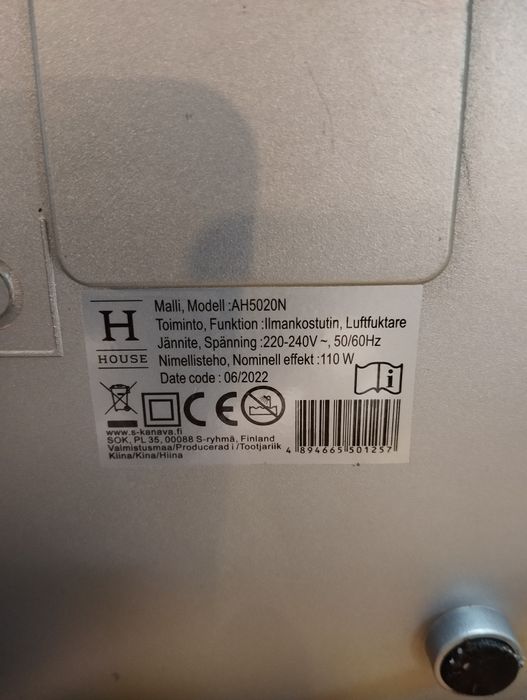 Malli, Modell :AH5020N
Toiminto, Funktion :Ilmankostutin, Luftfuktare
H
HOUSE
Jännite, Spänning :220-240V ~, 50/60Hz
Nimellisteho, Nominell effekt :110 W
Date code : 06/2022
i
CE
www.s-kanava.fi
SOK, PL 35, 00088 S-ryhmä, Finland
Valmistusmaa/Producerad i /Tootjariik
Kiina/Kina/Hiina
4 894665 501257